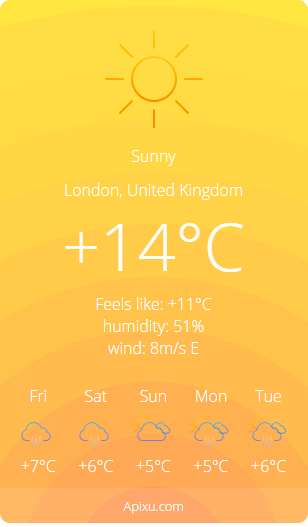 Sunny
London, United Kingdom
+14°C
Feels like: +11°C
humidity: 51%
wind: 8m/s E
Fri Sat Sun Mon Tue
+7°C +6°C +5°C +5°C +6°C
Apixu.com